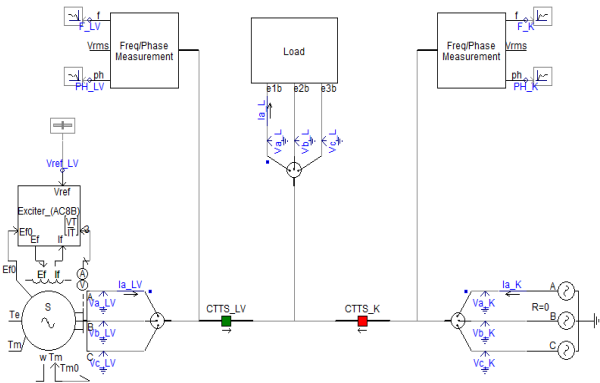 f
F_LV
Vrms
Freq/Phase
Measurement
ph
PH_LV
Load
e1b e2b e3b
Ia_L
Va_L
Vb_L
Vc_L
Freq/Phase
Measurement
f
F_K
Vrms
ph
PH_K
Vref_LV
Vref
Exciter_(AC8B)
VT
IT
Ef0
Ef If
Ef0
Ef If
A
V
S
Te
Tm
w Tm
Tm0
A
B
C
Ia_LV
Va_LV
Vb_LV
Vc_LV
CTTS_LV
CTTS_K
Ia_K
Va_K
Vb_K
Vc_K
A
R=0
B
C